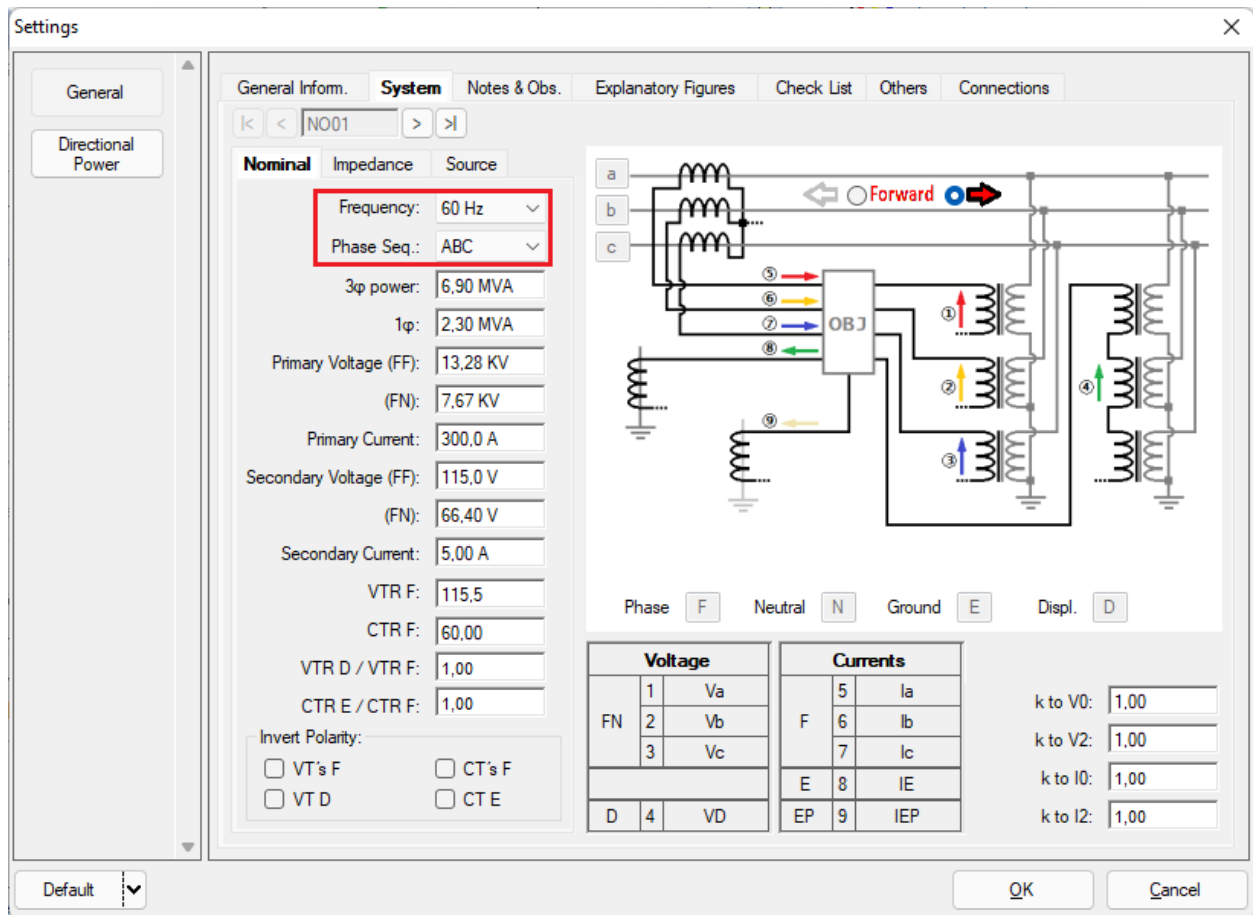 Settings
General
Directional
Power
General Inform. System Notes & Obs. Explanatory Figures Check List Others Connections
|< < NO01 > >|
Nominal Impedance Source
Frequency: 60 Hz
Phase Seq.: ABC
3φ power: 6,90 MVA
1φ: 2,30 MVA
Primary Voltage (FF): 13,28 KV
(FN): 7,67 KV
Primary Current: 300,0 A
Secondary Voltage (FF): 115,0 V
(FN): 66,40 V
Secondary Current: 5,00 A
VTR F: 115,5
CTR F: 60,00
VTR D / VTR F: 1,00
CTR E / CTR F: 1,00
Invert Polarity:
VT´s F CT´s F
VT D CT E
a
b
c
Forward
⑤
⑥
⑦
⑧
OBJ
①
②
③
④
⑨
Phase F Neutral N Ground E Displ. D
Voltage
FN 1 Va
2 Vb
3 Vc
D 4 VD
Currents
F 5 Ia
6 Ib
7 Ic
E 8 IE
EP 9 IEP
k to V0: 1,00
k to V2: 1,00
k to I0: 1,00
k to I2: 1,00
Default
OK
Cancel